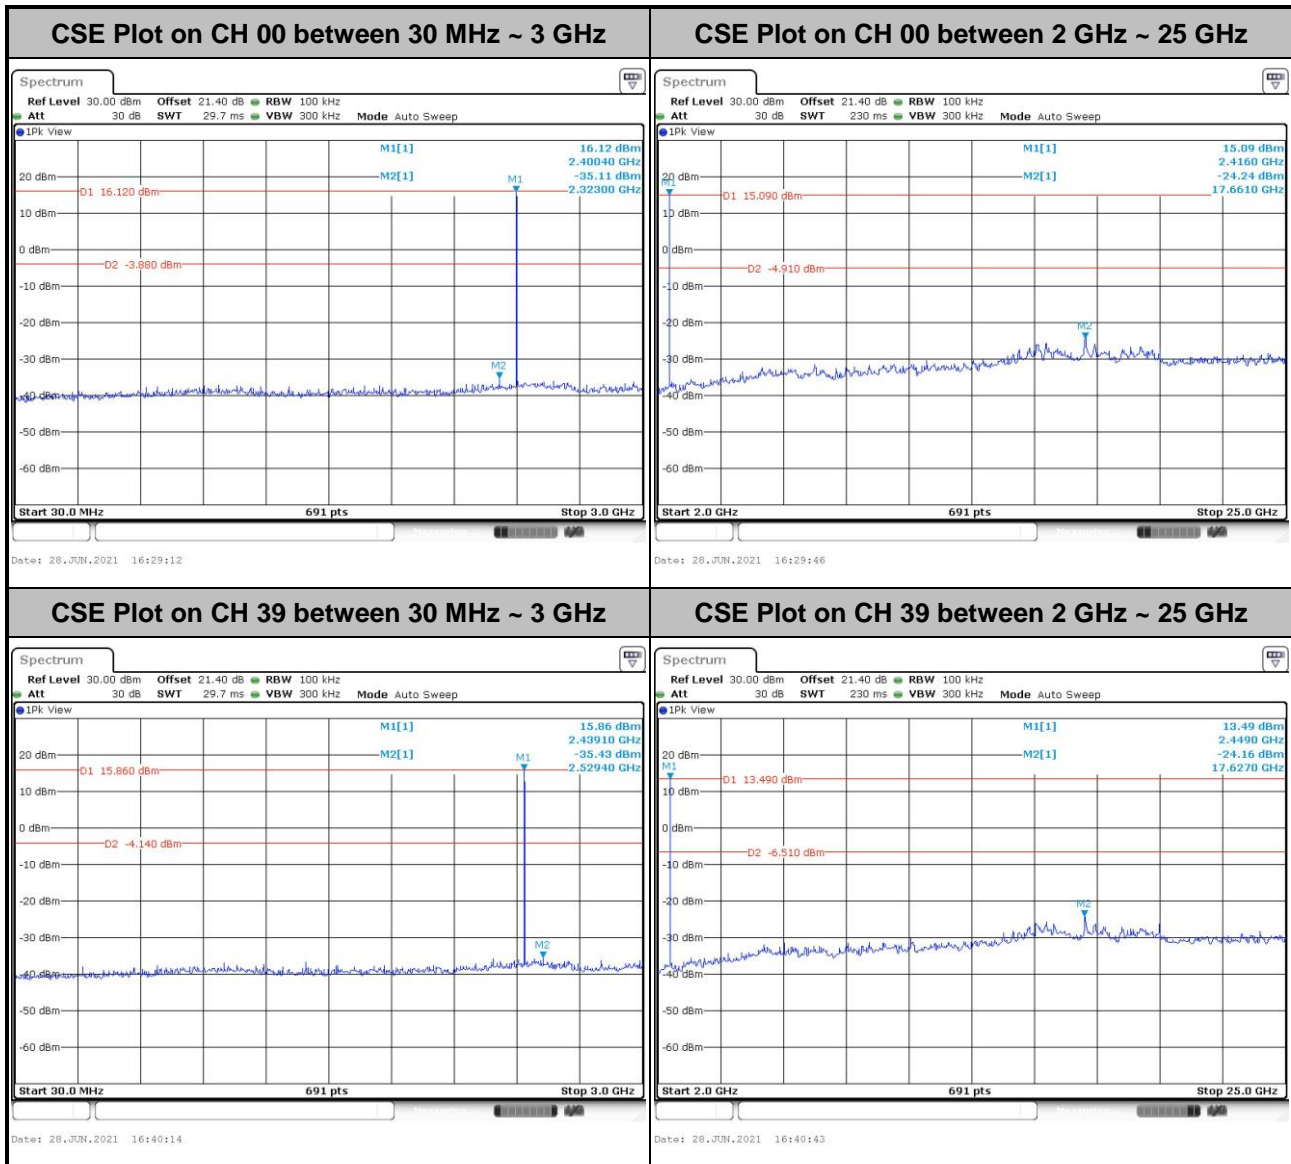 CSE Plot on CH 00 between 30 MHz ~ 3 GHz
Spectrum
Ref Level 30.00 dBm Offset 21.40 dB RBW 100 kHz
Att 30 dB SWT 29.7 ms VBW 300 kHz Mode Auto Sweep
1Pk View
M1[1] 16.12 dBm
2.40040 GHz
M2[1] -35.11 dBm
2.32300 GHz
20 dBm
M1
D1 16.120 dBm
10 dBm
0 dBm
D2 -3.880 dBm
-10 dBm
-20 dBm
-30 dBm
M2
-40 dBm
-50 dBm
-60 dBm
Start 30.0 MHz 691 pts Stop 3.0 GHz
Date: 28.JUN.2021 16:29:12
CSE Plot on CH 00 between 2 GHz ~ 25 GHz
Spectrum
Ref Level 30.00 dBm Offset 21.40 dB RBW 100 kHz
Att 30 dB SWT 230 ms VBW 300 kHz Mode Auto Sweep
1Pk View
M1[1] 15.09 dBm
2.4160 GHz
M2[1] -24.24 dBm
17.6610 GHz
20 dBm
M1
D1 15.090 dBm
10 dBm
0 dBm
D2 -4.910 dBm
-10 dBm
-20 dBm
M2
-30 dBm
-40 dBm
-50 dBm
-60 dBm
Start 2.0 GHz 691 pts Stop 25.0 GHz
Date: 28.JUN.2021 16:29:46
CSE Plot on CH 39 between 30 MHz ~ 3 GHz
Spectrum
Ref Level 30.00 dBm Offset 21.40 dB RBW 100 kHz
Att 30 dB SWT 29.7 ms VBW 300 kHz Mode Auto Sweep
1Pk View
M1[1] 15.86 dBm
2.43910 GHz
M2[1] -35.43 dBm
2.52940 GHz
20 dBm
M1
D1 15.860 dBm
10 dBm
0 dBm
D2 -4.140 dBm
-10 dBm
-20 dBm
-30 dBm
M2
-40 dBm
-50 dBm
-60 dBm
Start 30.0 MHz 691 pts Stop 3.0 GHz
Date: 28.JUN.2021 16:40:14
CSE Plot on CH 39 between 2 GHz ~ 25 GHz
Spectrum
Ref Level 30.00 dBm Offset 21.40 dB RBW 100 kHz
Att 30 dB SWT 230 ms VBW 300 kHz Mode Auto Sweep
1Pk View
M1[1] 13.49 dBm
2.4490 GHz
M2[1] -24.16 dBm
17.6270 GHz
20 dBm
M1
D1 13.490 dBm
10 dBm
0 dBm
D2 -6.510 dBm
-10 dBm
-20 dBm
M2
-30 dBm
-40 dBm
-50 dBm
-60 dBm
Start 2.0 GHz 691 pts Stop 25.0 GHz
Date: 28.JUN.2021 16:40:43